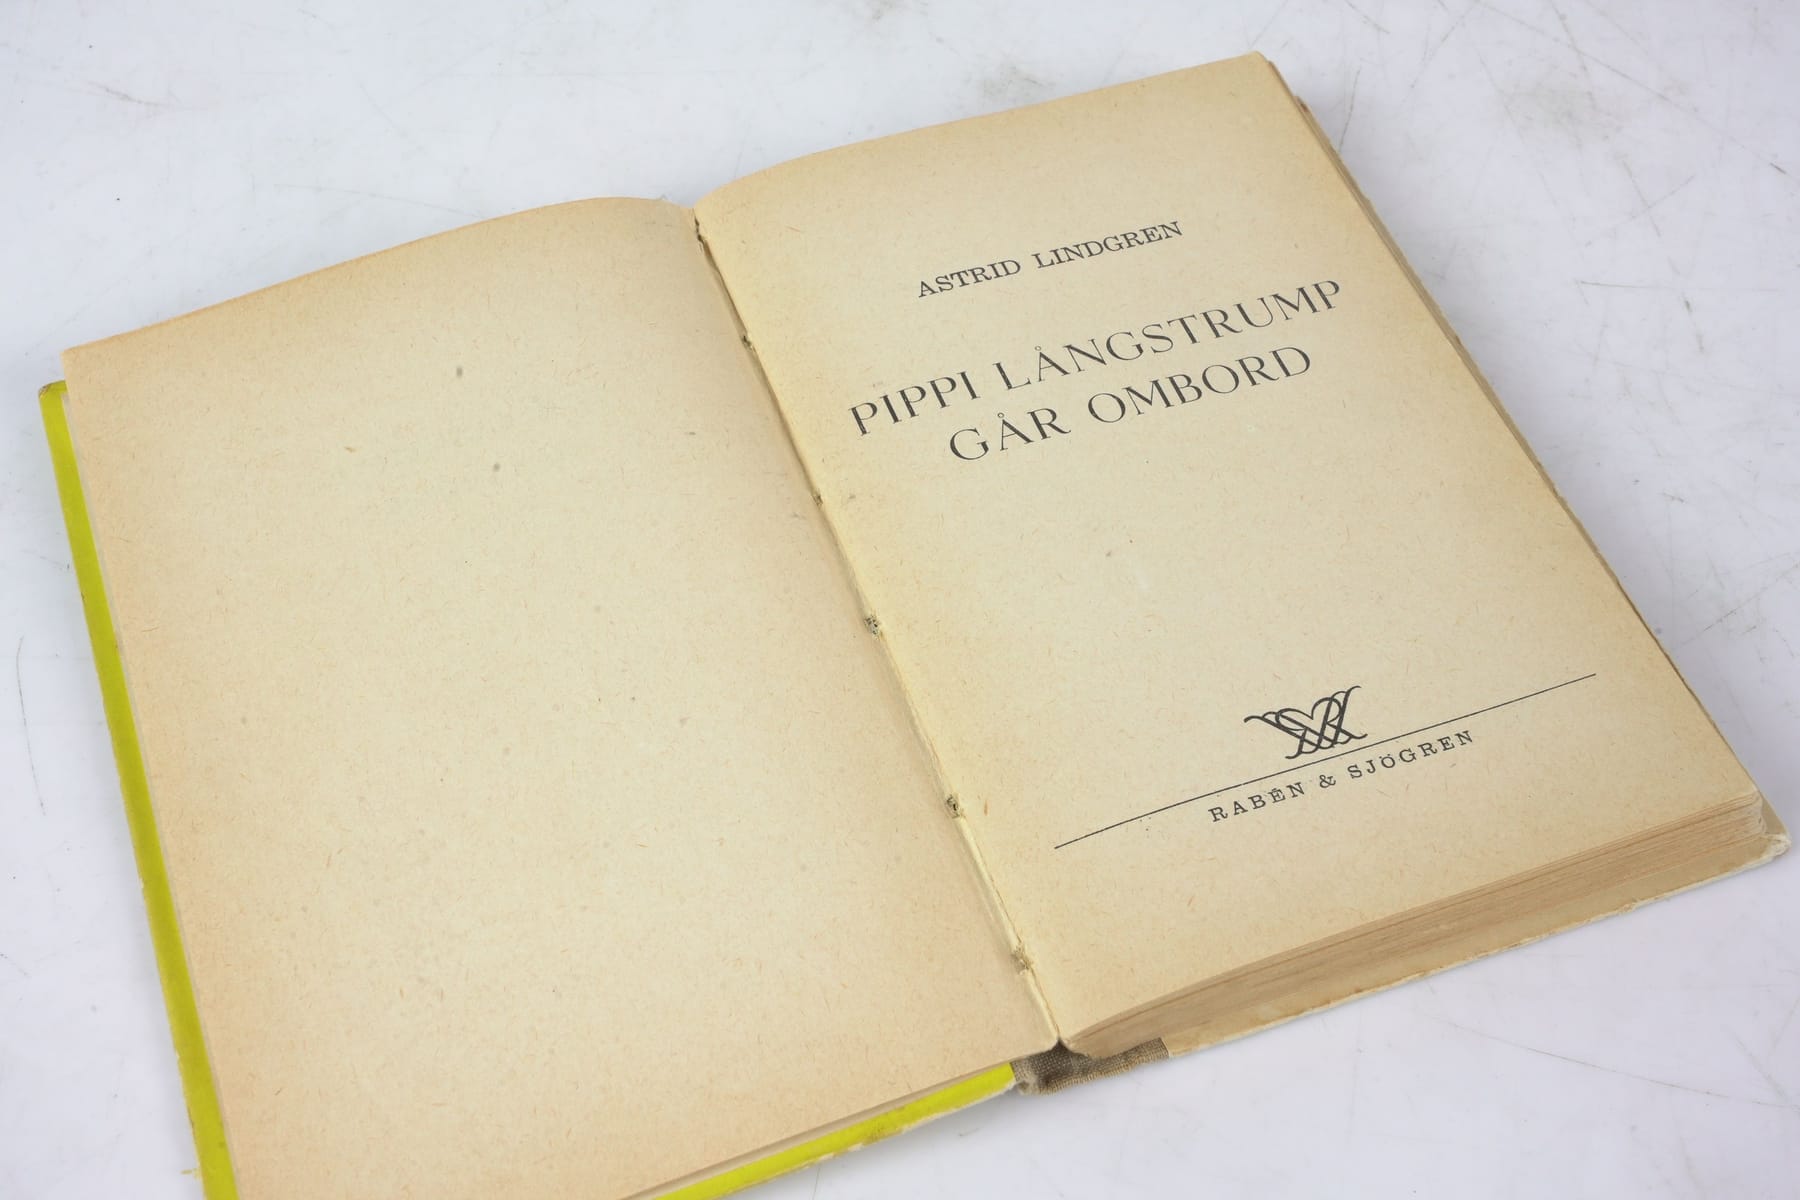 ASTRID LINDGREN
PIPPI LÅNGSTRUMP
GÅR OMBORD
RABÉN & SJÖGREN